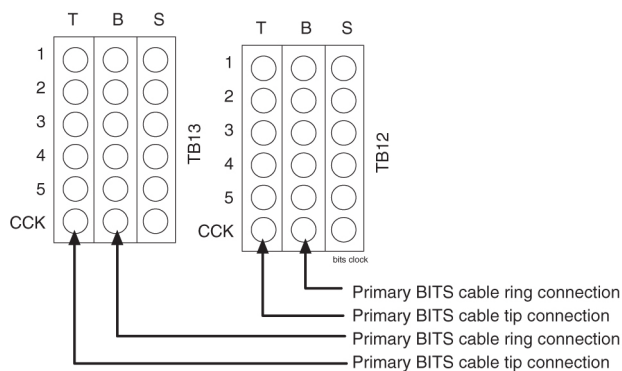 T B S
1
2
3
4
5
CCK
TB13
T B S
1
2
3
4
5
CCK
TB12
bits clock
Primary BITS cable ring connection
Primary BITS cable tip connection
Primary BITS cable ring connection
Primary BITS cable tip connection